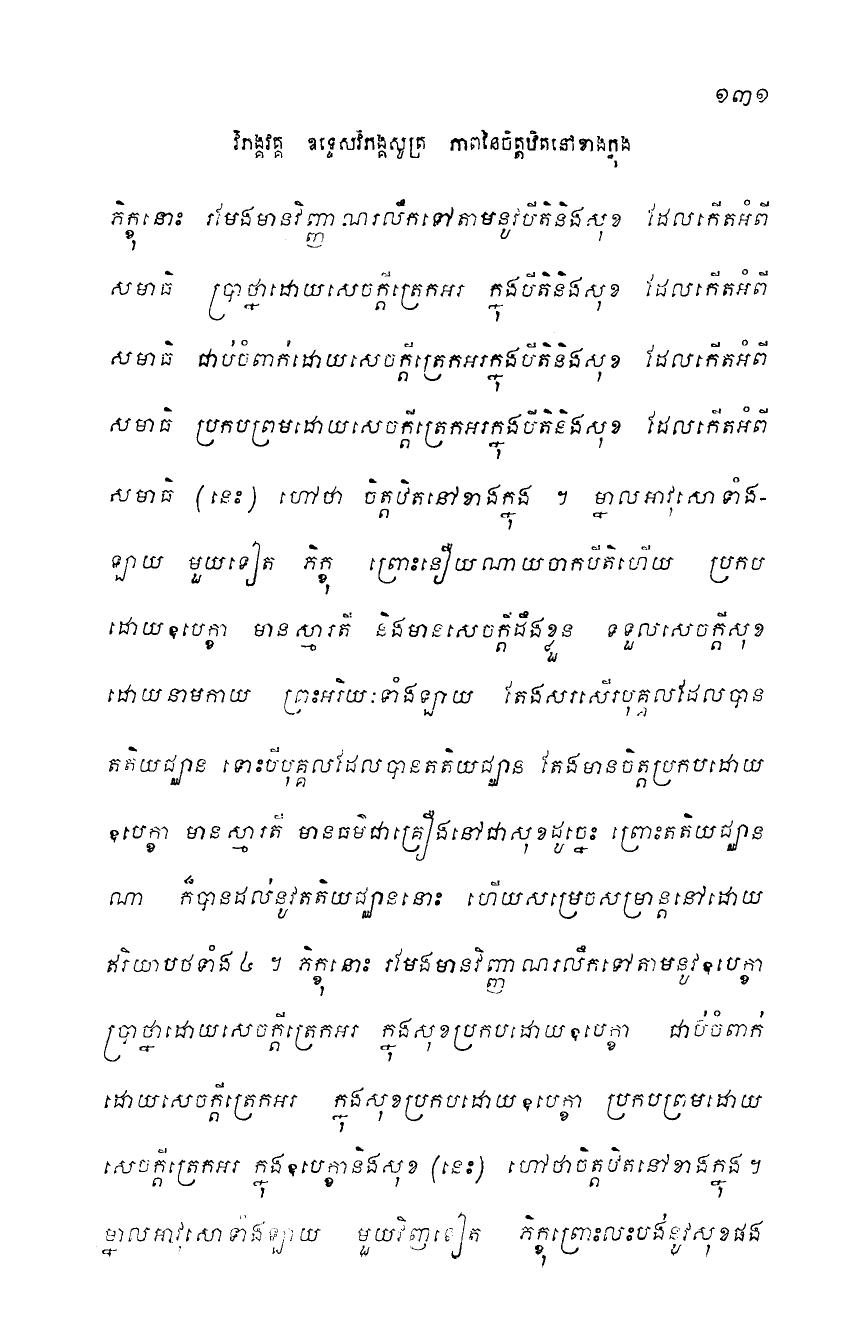 ១៣១
វិភង្គវគ្គ ឧទ្ទេសវិភង្គសូត្រ ភាពនៃចិត្តឋិតនៅខាងក្នុង
ភិក្ខុនោះ រមែងមានវិញ្ញាណរលឹកទៅតាមនូវបីតិនិងសុខ ដែលកើតអំពី
សមាធិ ប្រាថ្នាដោយសេចក្តីត្រេកអរ ក្នុងបីតិនិងសុខ ដែលកើតអំពី
សមាធិ ជាប់ចំពាក់ដោយសេចក្តីត្រេកអរក្នុងបីតិនិងសុខ ដែលកើតអំពី
សមាធិ ប្រកបព្រមដោយសេចក្តីត្រេកអរក្នុងបីតិនិងសុខ ដែលកើតអំពី
សមាធិ (នេះ) ហៅថា ចិត្តឋិតនៅខាងក្នុង ។ ម្នាលអាវុសោទាំង-
ឡាយ មួយទៀត ភិក្ខុ ព្រោះនឿយណាយចាកបីតិហើយ ប្រកប
ដោយឧបេក្ខា មានស្មារតី និងមានសេចក្តីដឹងខ្លួន ទទួលសេចក្តីសុខ
ដោយនាមកាយ ព្រះអរិយៈទាំងឡាយ តែងសរសើរបុគ្គលដែលបាន
តតិយជ្ឈាន ទោះបីបុគ្គលដែលបានតតិយជ្ឈាន តែងមានចិត្តប្រកបដោយ
ឧបេក្ខា មានស្មារតី មានធម៌ជាគ្រឿងនៅជាសុខដូច្នេះ ព្រោះតតិយជ្ឈាន
ណា ក៏បានដល់នូវតតិយជ្ឈាននោះ ហើយសម្រេចសម្រាន្តនៅដោយ
ឥរិយាបថទាំង៤ ។ ភិក្ខុនោះ រមែងមានវិញ្ញាណរលឹកទៅតាមនូវឧបេក្ខា
ប្រាថ្នាដោយសេចក្តីត្រេកអរ ក្នុងសុខប្រកបដោយឧបេក្ខា ជាប់ចំពាក់
ដោយសេចក្តីត្រេកអរ ក្នុងសុខប្រកបដោយឧបេក្ខា ប្រកបព្រមដោយ
សេចក្តីត្រេកអរ ក្នុងឧបេក្ខានិងសុខ (នេះ) ហៅថាចិត្តឋិតនៅខាងក្នុង ។
ម្នាលអាវុសោទាំងឡាយ មួយវិញទៀត ភិក្ខុព្រោះលះបង់នូវសុខផង